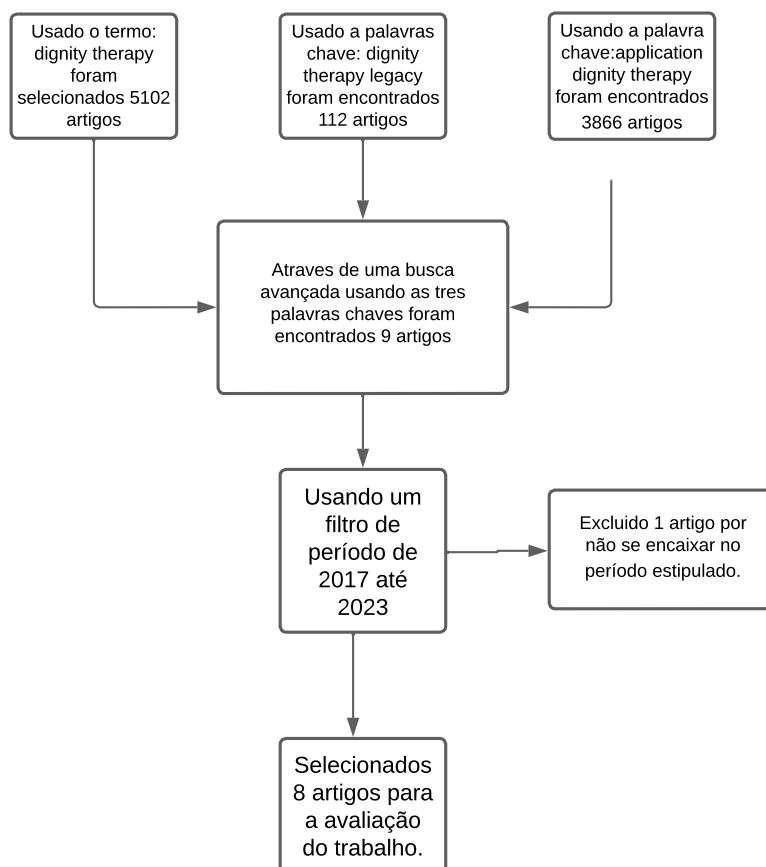 Usado o termo:
dignity therapy
foram
selecionados 5102
artigos
Usado a palavras
chave: dignity
therapy legacy
foram encontrados
112 artigos
Usando a palavra
chave:application
dignity therapy
foram encontrados
3866 artigos
Atraves de uma busca
avançada usando as tres
palavras chaves foram
encontrados 9 artigos
Usando um
filtro de
período de
2017 até
2023
Excluido 1 artigo por
não se encaixar no
período estipulado.
Selecionados
8 artigos para
a avaliação
do trabalho.